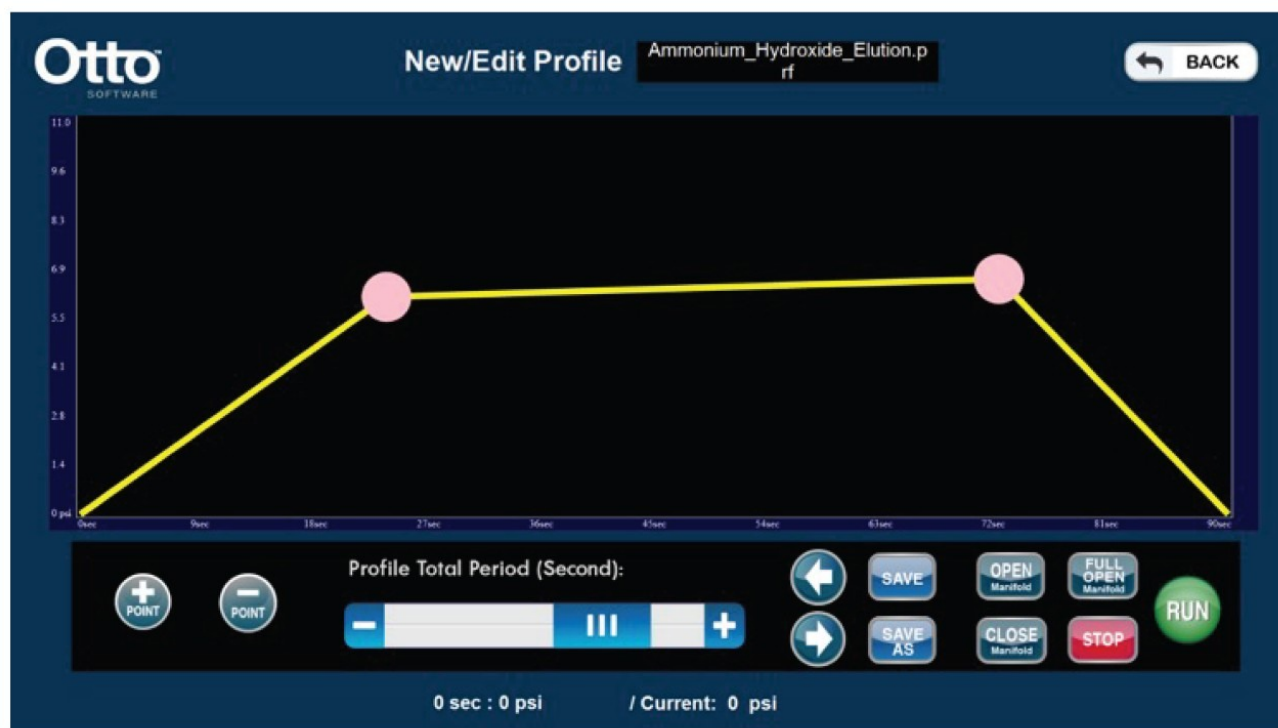 Otto™
SOFTWARE
New/Edit Profile
Ammonium_Hydroxide_Elution.p
rf
BACK
11.0
9.6
8.3
6.9
5.5
4.1
2.8
1.4
0 psi
0sec 9sec 18sec 27sec 36sec 45sec 54sec 63sec 72sec 81sec 90sec
Profile Total Period (Second):
POINT
POINT
SAVE
OPEN
Manifold
FULL
OPEN
Manifold
RUN
SAVE
AS
CLOSE
Manifold
STOP
0 sec : 0 psi / Current: 0 psi